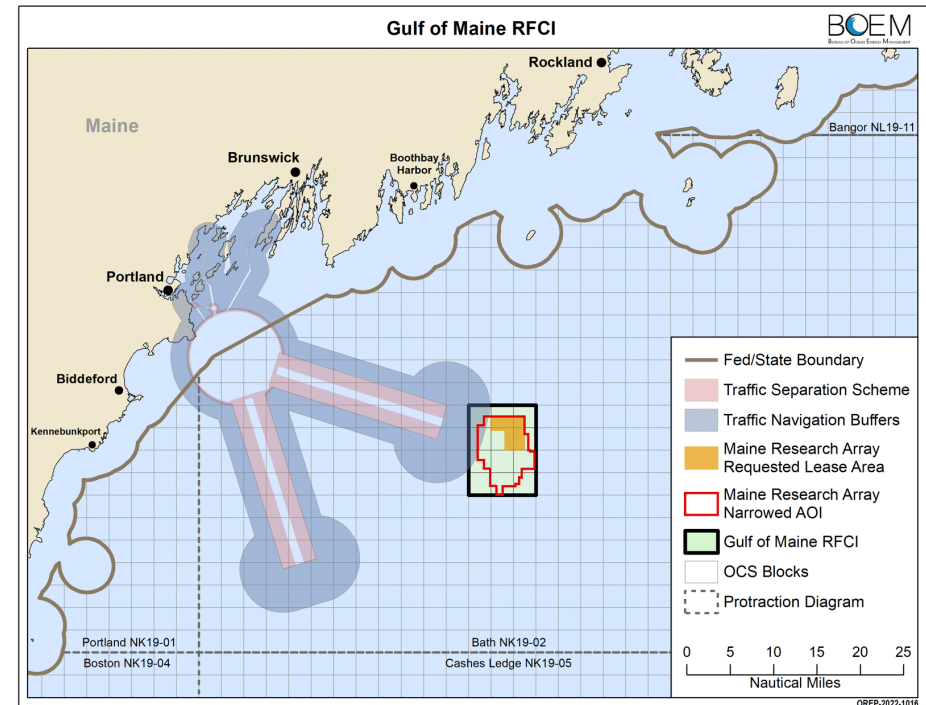 Gulf of Maine RFCI
BOEM
BUREAU OF OCEAN ENERGY MANAGEMENT
Rockland
Maine
Bangor NL19-11
Brunswick
Boothbay
Harbor
Portland
Biddeford
Kennebunkport
Fed/State Boundary
Traffic Separation Scheme
Traffic Navigation Buffers
Maine Research Array
Requested Lease Area
Maine Research Array
Narrowed AOI
Gulf of Maine RFCI
OCS Blocks
Protraction Diagram
Portland NK19-01
Bath NK19-02
Boston NK19-04
Cashes Ledge NK19-05
0 5 10 15 20 25
Nautical Miles
OREP-2022-1016